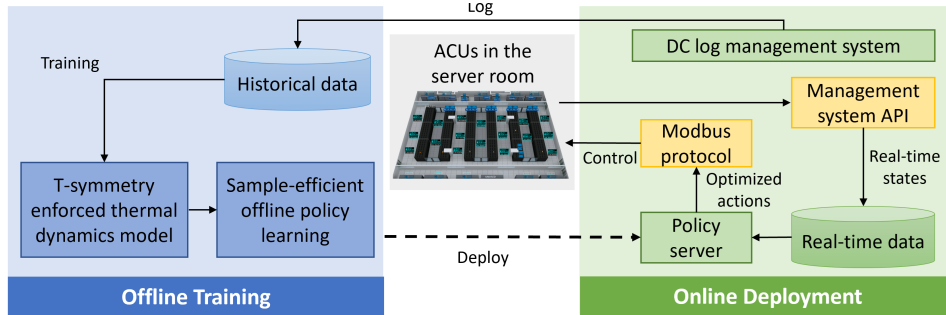 Log
DC log management system
ACUs in the
server room
Training
Historical data
Management
system API
Modbus
protocol
Control
Real-time
states
Optimized
actions
T-symmetry
enforced thermal
dynamics model
Sample-efficient
offline policy
learning
Policy
server
Real-time data
Deploy
Offline Training
Online Deployment